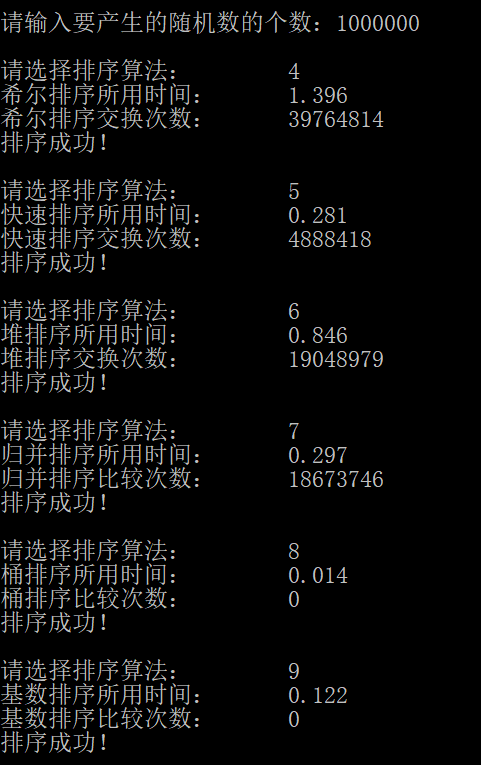 请输入要产生的随机数的个数：1000000
请选择排序算法： 4
希尔排序所用时间： 1.396
希尔排序交换次数： 39764814
排序成功！
请选择排序算法： 5
快速排序所用时间： 0.281
快速排序交换次数： 4888418
排序成功！
请选择排序算法： 6
堆排序所用时间： 0.846
堆排序交换次数： 19048979
排序成功！
请选择排序算法： 7
归并排序所用时间： 0.297
归并排序比较次数： 18673746
排序成功！
请选择排序算法： 8
桶排序所用时间： 0.014
桶排序比较次数： 0
排序成功！
请选择排序算法： 9
基数排序所用时间： 0.122
基数排序比较次数： 0
排序成功！